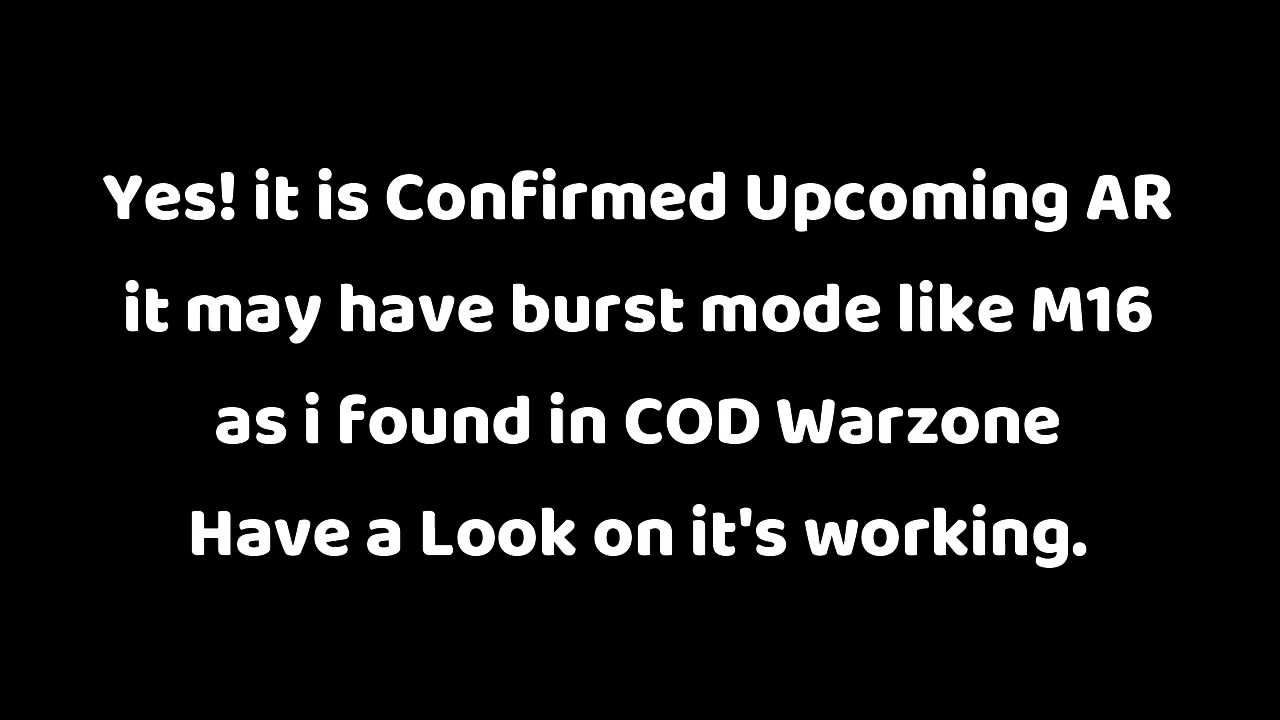 Yes! it is Confirmed Upcoming AR
it may have burst mode like M16
as i found in COD Warzone
Have a Look on it's working.